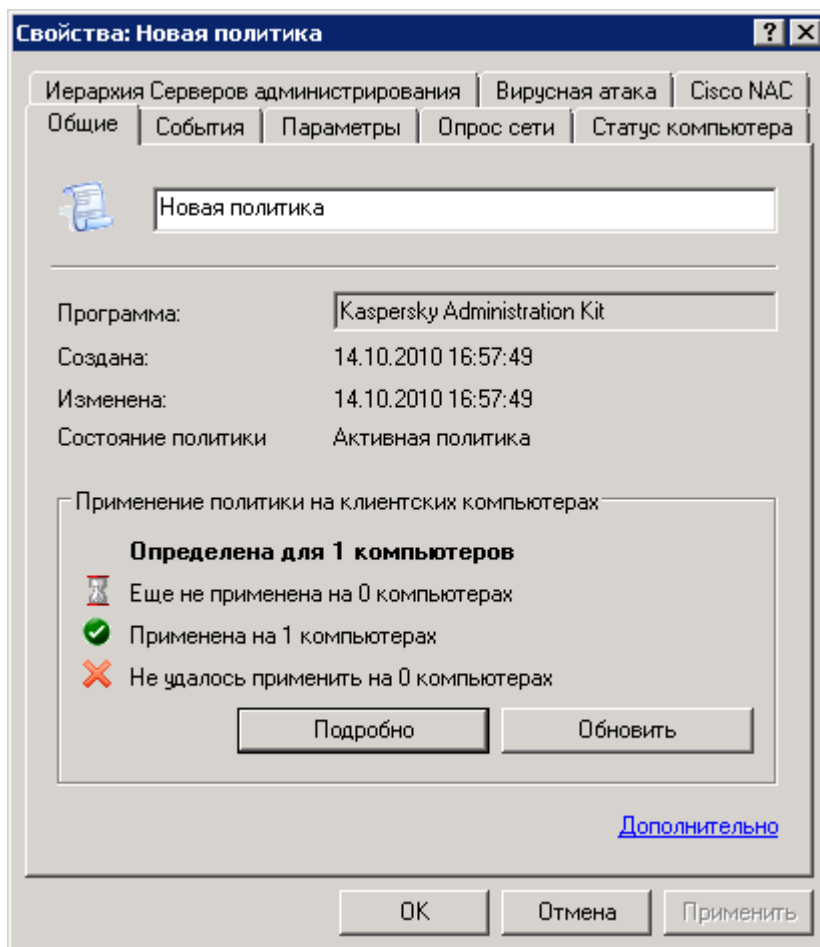 Свойства: Новая политика
Иерархия Серверов администрирования Вирусная атака Cisco NAC
Общие События Параметры Опрос сети Статус компьютера
Новая политика
Программа: Kaspersky Administration Kit
Создана: 14.10.2010 16:57:49
Изменена: 14.10.2010 16:57:49
Состояние политики Активная политика
Применение политики на клиентских компьютерах
Определена для 1 компьютеров
Еще не применена на 0 компьютерах
Применена на 1 компьютерах
Не удалось применить на 0 компьютерах
Подробно Обновить
Дополнительно
OK Отмена Применить